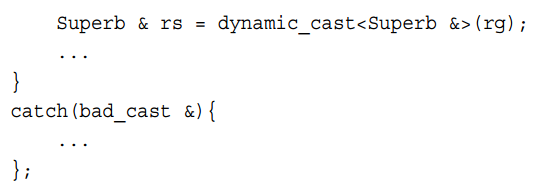 Superb & rs = dynamic_cast<Superb &>(rg);
    ...
}
catch(bad_cast &){
    ...
};